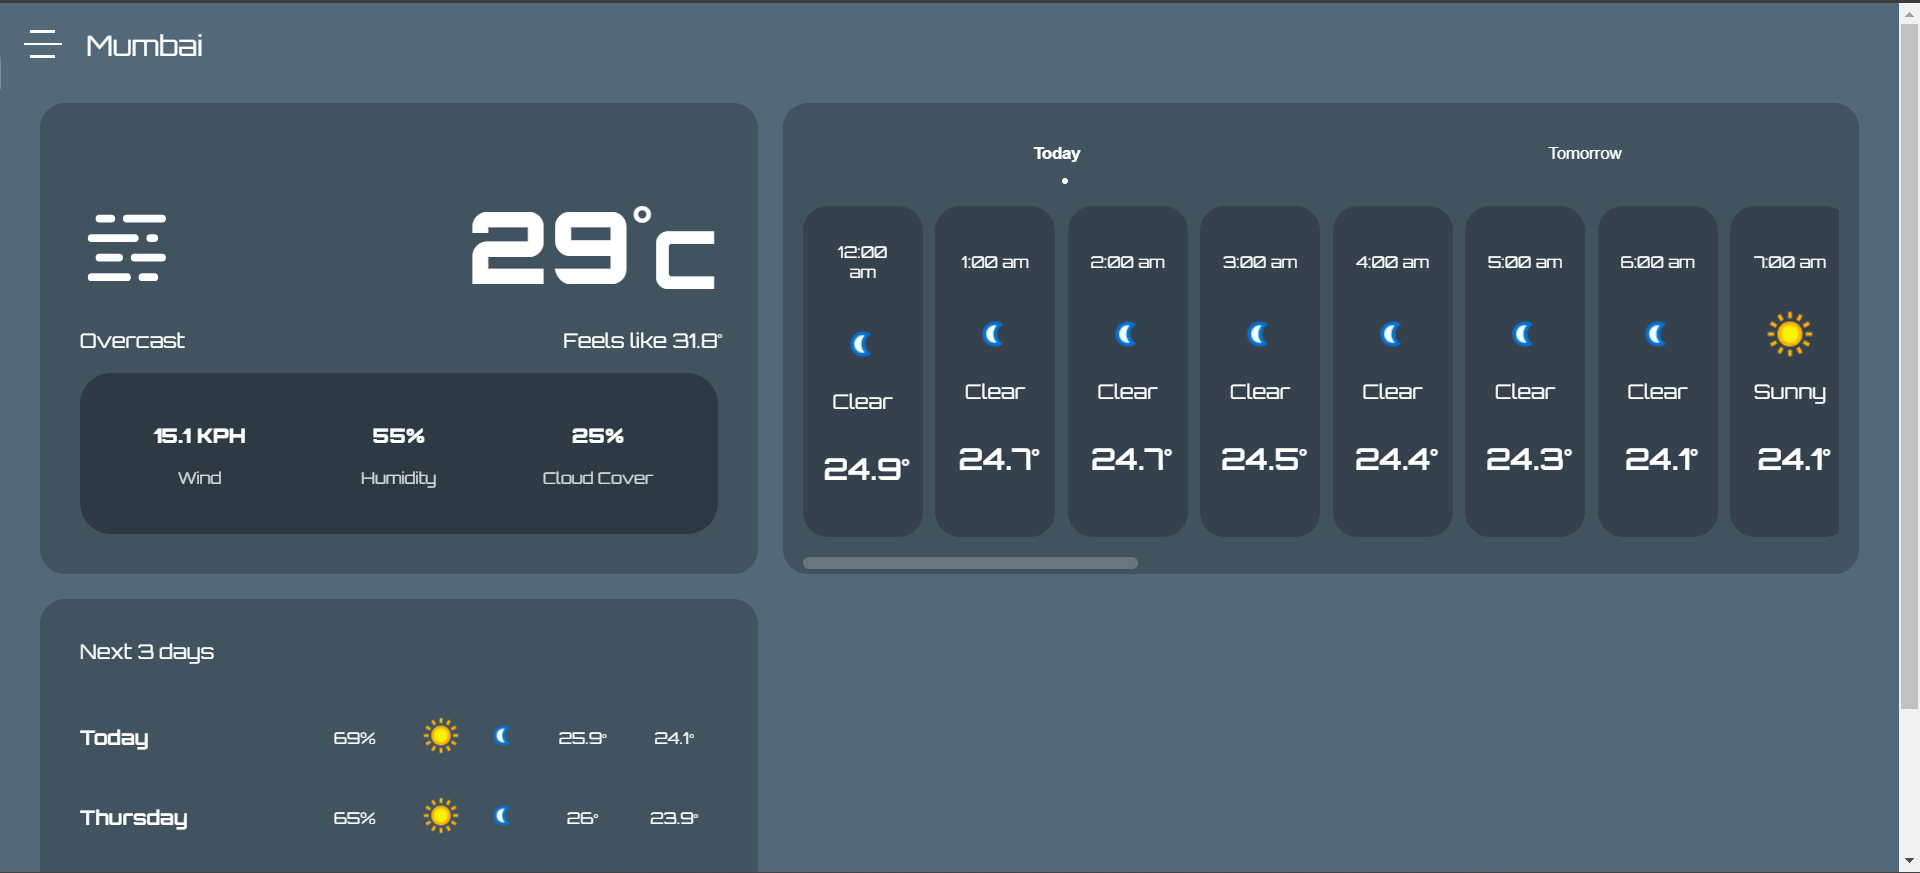 Mumbai
29°c
Overcast
Feels like 31.8°
15.1 KPH
55%
25%
Wind
Humidity
Cloud Cover
Today
Tomorrow
12:00
am
1:00 am
2:00 am
3:00 am
4:00 am
5:00 am
6:00 am
7:00 am
Clear
Clear
Clear
Clear
Clear
Clear
Clear
Sunny
24.9°
24.7°
24.7°
24.5°
24.4°
24.3°
24.1°
24.1°
Next 3 days
Today 69% 25.9° 24.1°
Thursday 65% 26° 23.9°